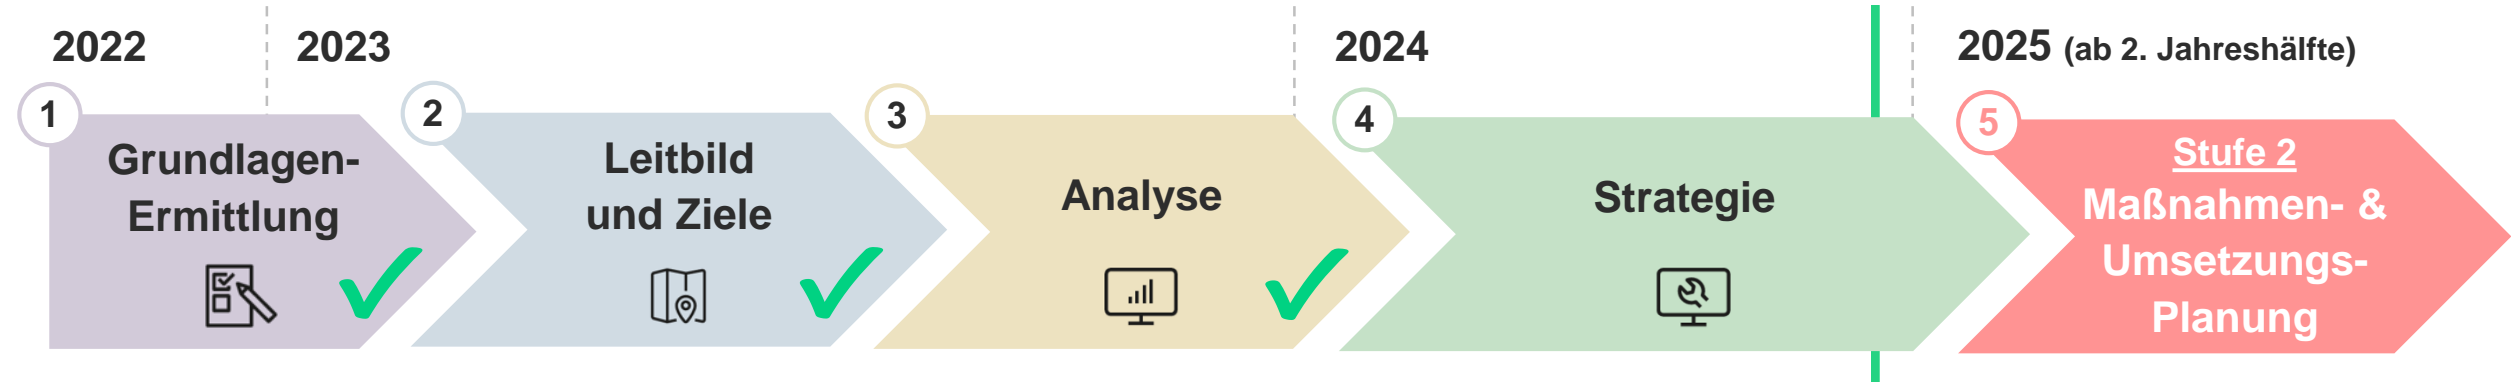 2022
2023
2024
2025 (ab 2. Jahreshälfte)
1
Grundlagen-
Ermittlung
2
Leitbild
und Ziele
3
Analyse
4
Strategie
5
Stufe 2
Maßnahmen- &
Umsetzungs-
Planung